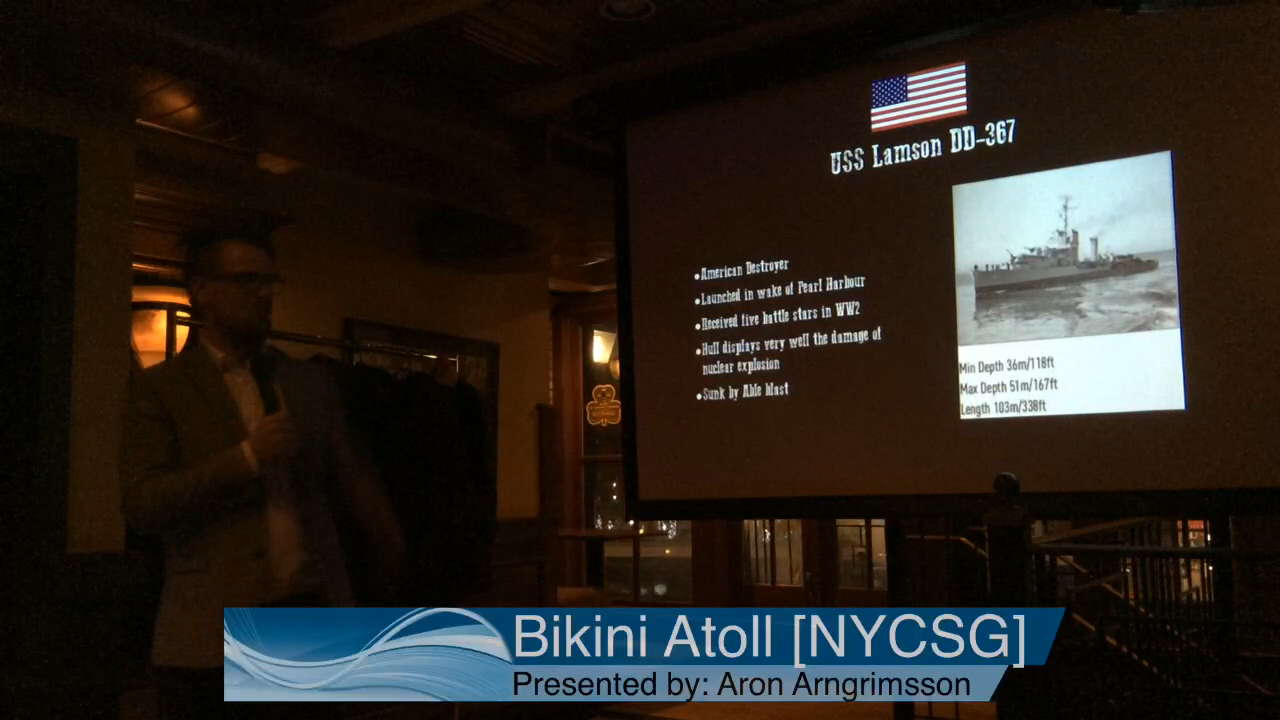 USS Lamson DD-367
•American Destroyer
•Launched in wake of Pearl Harbour
•Received five battle stars in WW2
•Hull displays very well the damage of
nuclear explosion
•Sunk by Able blast
Min Depth 36m/118ft
Max Depth 51m/167ft
Length 103m/338ft
Bikini Atoll [NYCSG]
Presented by: Aron Arngrimsson